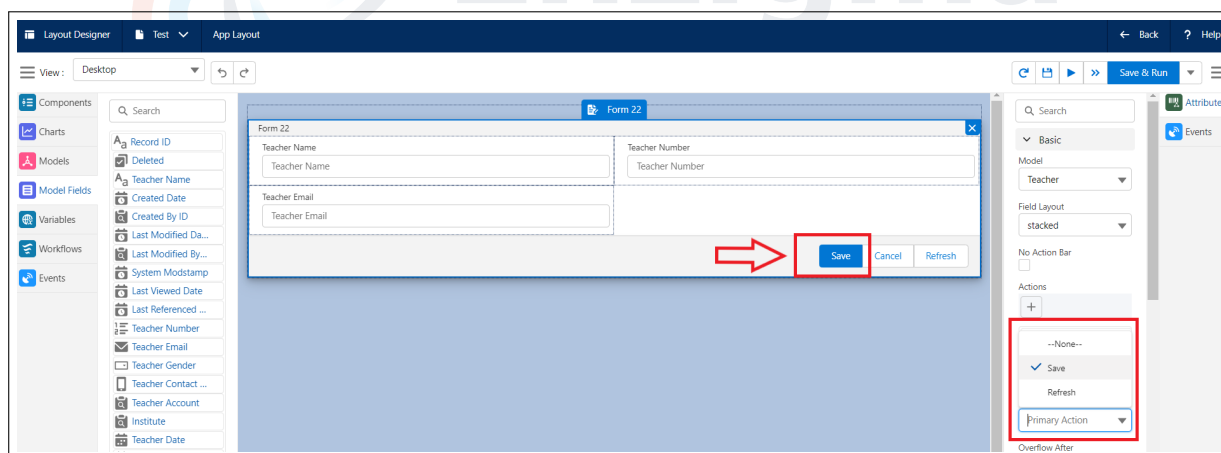 Layout Designer Test App Layout Back ? Help
View : Desktop Save & Run
Components
Charts
Models
Model Fields
Variables
Workflows
Events
Search
Record ID
Deleted
Teacher Name
Created Date
Created By ID
Last Modified Da...
Last Modified By...
System Modstamp
Last Viewed Date
Last Referenced ...
Teacher Number
Teacher Email
Teacher Gender
Teacher Contact ...
Teacher Account
Institute
Teacher Date
Form 22
Form 22
Teacher Name Teacher Number
Teacher Name Teacher Number
Teacher Email
Teacher Email
Save Cancel Refresh
Search
Basic
Model
Teacher
Field Layout
stacked
No Action Bar
Actions
--None--
Save
Refresh
Primary Action
Overflow After
Attribute
Events